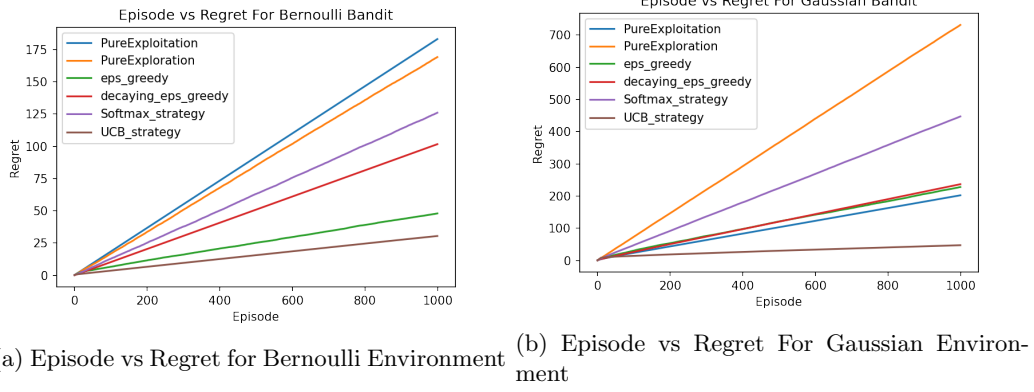 Episode vs Regret For Bernoulli Bandit
PureExploitation
PureExploration
eps_greedy
decaying_eps_greedy
Softmax_strategy
UCB_strategy
175
150
125
100
75
50
25
0
Regret
0 200 400 600 800 1000
Episode
a) Episode vs Regret for Bernoulli Environment
Episode vs Regret For Gaussian Bandit
PureExploitation
PureExploration
eps_greedy
decaying_eps_greedy
Softmax_strategy
UCB_strategy
700
600
500
400
300
200
100
0
Regret
0 200 400 600 800 1000
Episode
(b) Episode vs Regret For Gaussian Environ-
ment